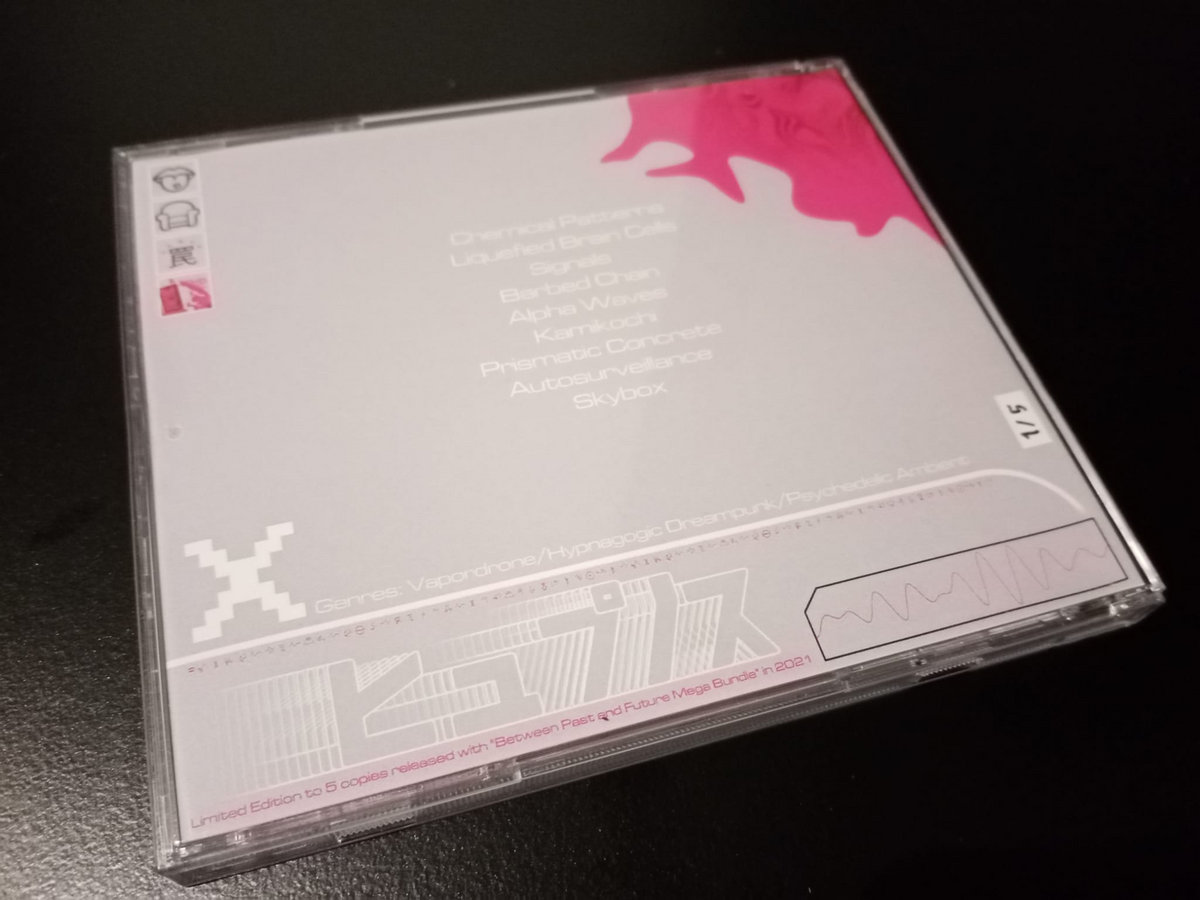 罠
Chemical Patterns
Liquefied Brain Cells
Signals
Barbed Chain
Alpha Waves
Kamikochi
Prismatic Concrete
Autosurveillance
Skybox
1/5
Genres: Vapordrone/Hypnagogic Dreampunk/Psychedelic Ambient
ヒュプノス
Limited Edition to 5 copies released with "Between Past and Future Mega Bundle" in 2021